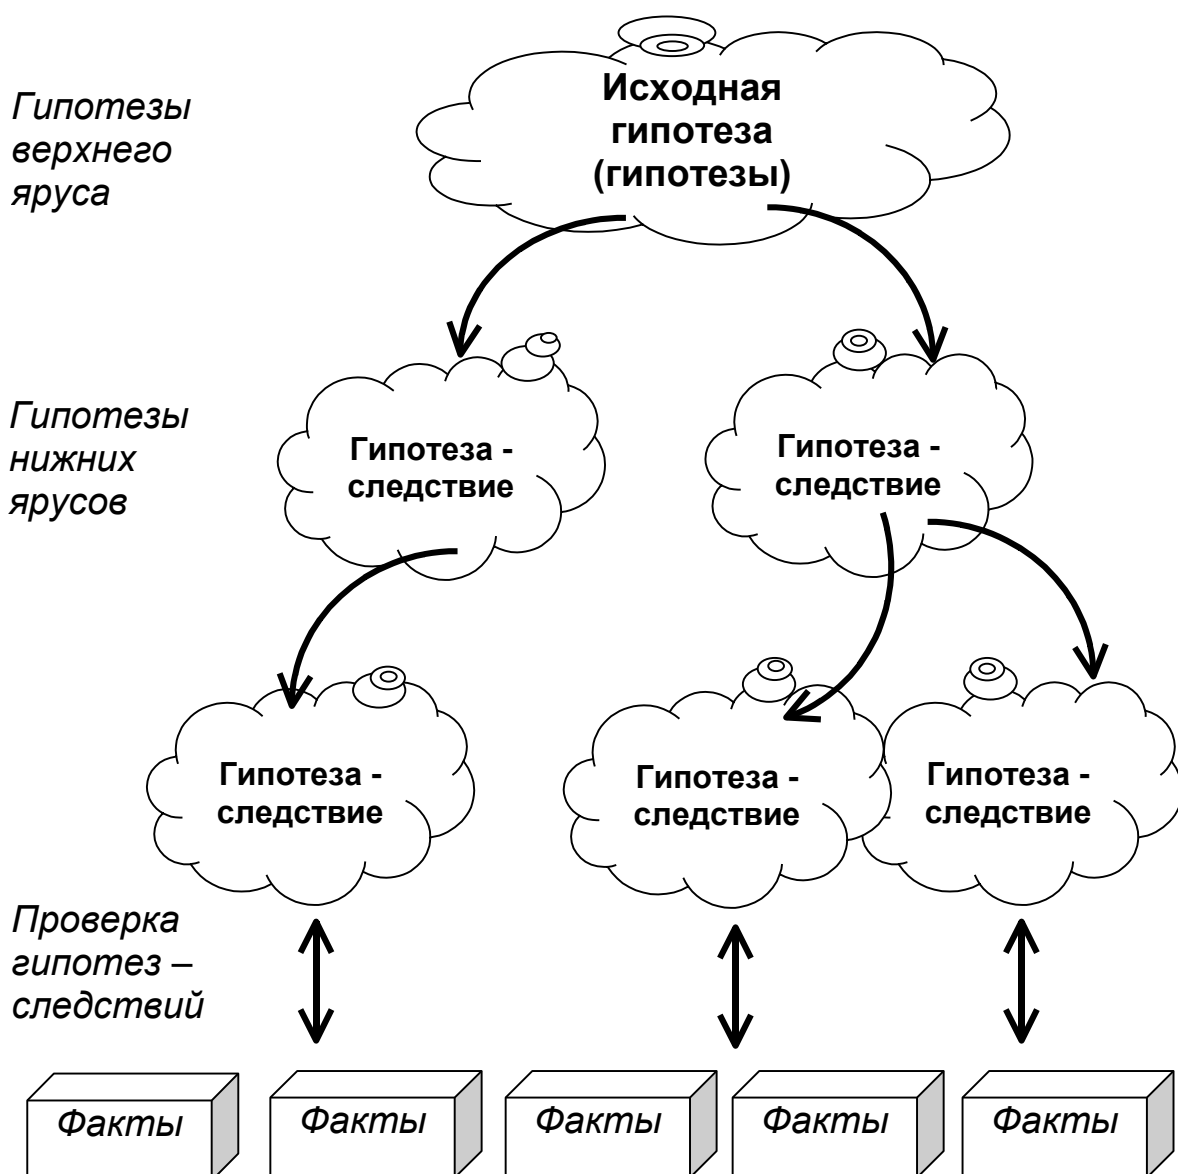 Гипотезы
верхнего
яруса
Исходная
гипотеза
(гипотезы)
Гипотезы
нижних
ярусов
Гипотеза -
следствие
Гипотеза -
следствие
Гипотеза -
следствие
Гипотеза -
следствие
Гипотеза -
следствие
Проверка
гипотез –
следствий
Факты
Факты
Факты
Факты
Факты